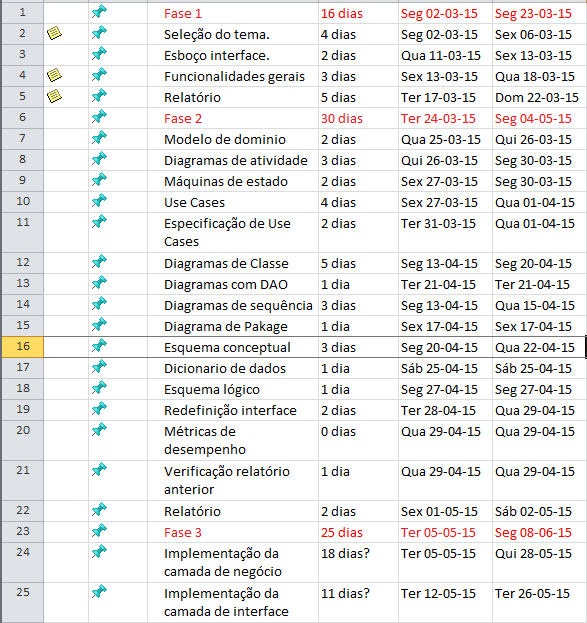 1 Fase 1 16 dias Seg 02-03-15 Seg 23-03-15
2 Seleção do tema. 4 dias Seg 02-03-15 Sex 06-03-15
3 Esboço interface. 2 dias Qua 11-03-15 Sex 13-03-15
4 Funcionalidades gerais 3 dias Sex 13-03-15 Qua 18-03-15
5 Relatório 5 dias Ter 17-03-15 Dom 22-03-15
6 Fase 2 30 dias Ter 24-03-15 Seg 04-05-15
7 Modelo de dominio 2 dias Qua 25-03-15 Qui 26-03-15
8 Diagramas de atividade 3 dias Qui 26-03-15 Seg 30-03-15
9 Máquinas de estado 2 dias Sex 27-03-15 Seg 30-03-15
10 Use Cases 4 dias Sex 27-03-15 Qua 01-04-15
11 Especificação de Use 2 dias Ter 31-03-15 Qua 01-04-15
Cases
12 Diagramas de Classe 5 dias Seg 13-04-15 Seg 20-04-15
13 Diagramas com DAO 1 dia Ter 21-04-15 Ter 21-04-15
14 Diagramas de sequência 3 dias Seg 13-04-15 Qua 15-04-15
15 Diagrama de Pakage 1 dia Sex 17-04-15 Sex 17-04-15
16 Esquema conceptual 3 dias Seg 20-04-15 Qua 22-04-15
17 Dicionario de dados 1 dia Sáb 25-04-15 Sáb 25-04-15
18 Esquema lógico 1 dia Seg 27-04-15 Seg 27-04-15
19 Redefinição interface 2 dias Ter 28-04-15 Qua 29-04-15
20 Métricas de 0 dias Qua 29-04-15 Qua 29-04-15
desempenho
21 Verificação relatório 1 dia Qua 29-04-15 Qua 29-04-15
anterior
22 Relatório 2 dias Sex 01-05-15 Sáb 02-05-15
23 Fase 3 25 dias Ter 05-05-15 Seg 08-06-15
24 Implementação da 18 dias? Ter 05-05-15 Qui 28-05-15
camada de negócio
25 Implementação da 11 dias? Ter 12-05-15 Ter 26-05-15
camada de interface